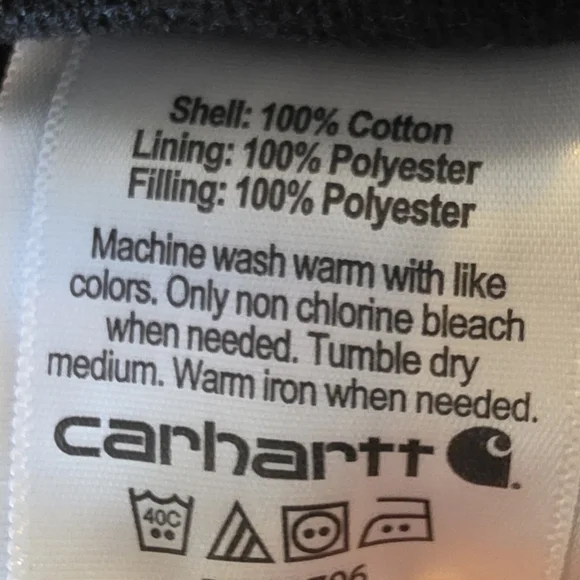 Shell: 100% Cotton
Lining: 100% Polyester
Filling: 100% Polyester
Machine wash warm with like
colors. Only non chlorine bleach
when needed. Tumble dry
medium. Warm iron when needed.
carhartt
40C